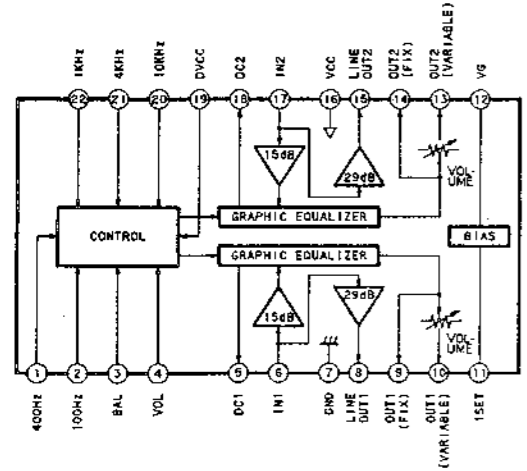 1KHz
4KHz
10KHz
DVCC
DC2
IN2
VCC
LINE
OUT2
OUT2
(FIX)
OUT2
(VARIABLE)
VG
22
21
20
19
18
17
16
15
14
13
12
15dB
29dB
VOL-
UME
CONTROL
GRAPHIC EQUALIZER
GRAPHIC EQUALIZER
BIAS
15dB
29dB
VOL-
UME
1
2
3
4
5
6
7
8
9
10
11
400Hz
100Hz
BAL
VOL
DC1
IN1
GND
LINE
OUT1
OUT1
(FIX)
OUT1
(VARIABLE)
ISET